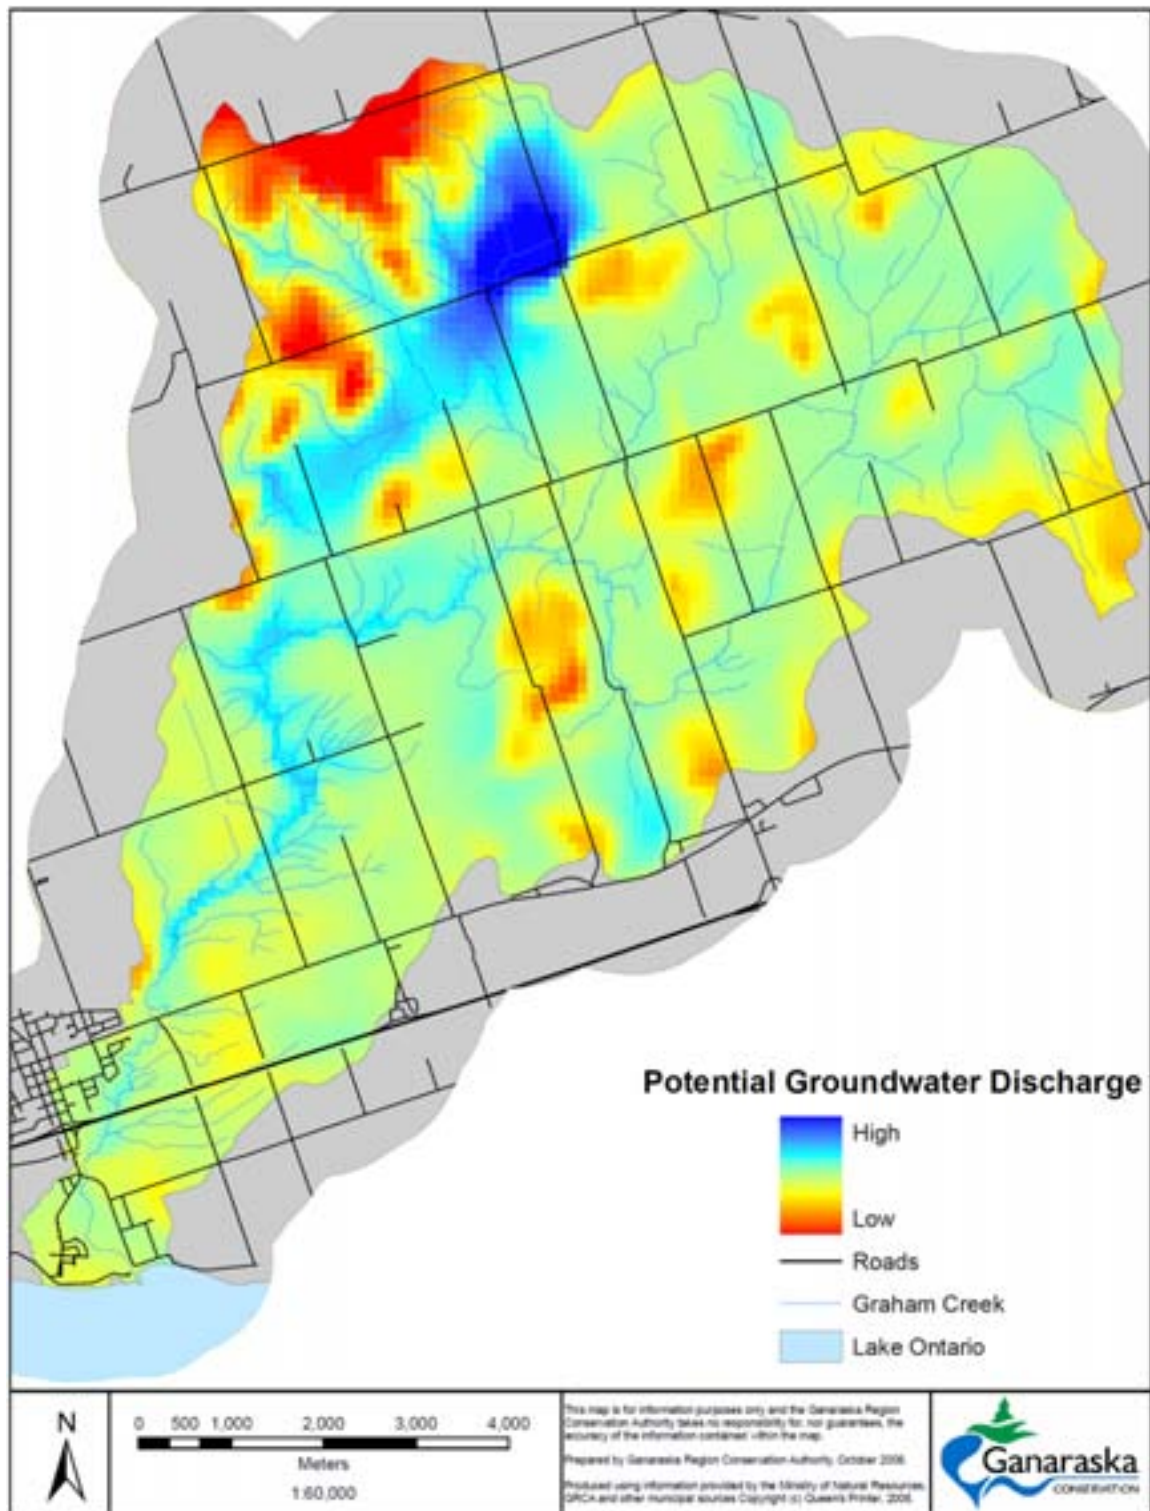 Potential Groundwater Discharge
High
Low
Roads
Graham Creek
Lake Ontario
N
0 500 1,000 2,000 3,000 4,000
Meters
1:60,000
This map is for information purposes only and the Ganaraska Region
Conservation Authority takes no responsibility for, nor guarantees, the
accuracy of the information contained within the map.
Prepared by Ganaraska Region Conservation Authority, October 2008.
Produced using information provided by the Ministry of Natural Resources,
GRCA and other municipal sources Copyright (c) Queen's Printer, 2008.
Ganaraska
CONSERVATION